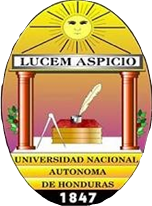 LUCEM ASPICIO
UNIVERSIDAD NACIONAL
AUTONOMA
DE HONDURAS
1847